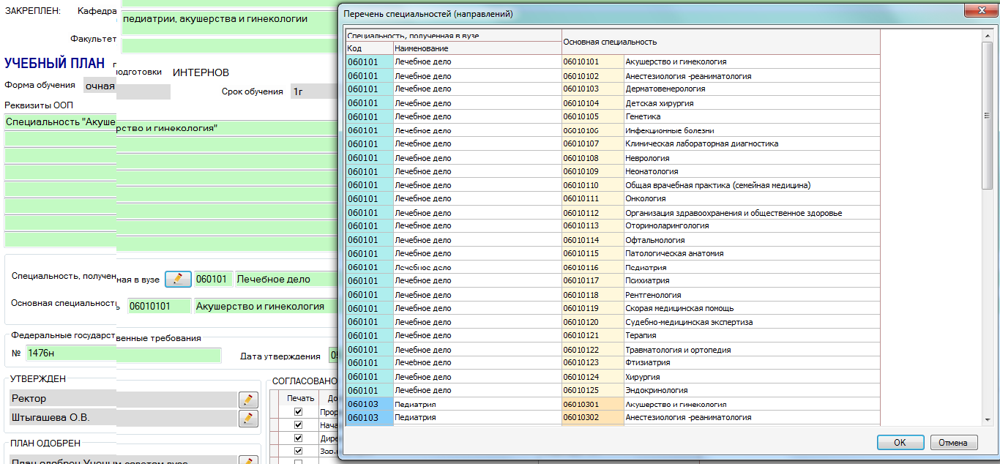 ЗАКРЕПЛЕН: Кафедра
педиатрии, акушерства и гинекологии
Факультет
УЧЕБНЫЙ ПЛАН подготовки ИНТЕРНОВ
Форма обучения очная Срок обучения 1г
Реквизиты ООП
Специальность "Акушерство и гинекология"
Специальность, полученная в вузе 060101 Лечебное дело
Основная специальность 06010101 Акушерство и гинекология
Федеральные государственные требования
№ 1476н Дата утверждения
УТВЕРЖДЕН
Ректор
Штыгашева О.В.
ПЛАН ОДОБРЕН
План одобрен Ученым советом вуза
СОГЛАСОВАНО
Печать До
Прор
Нача
Дире
Зав.
Перечень специальностей (направлений)
Специальность, полученная в вузе Основная специальность
Код Наименование
060101 Лечебное дело 06010101 Акушерство и гинекология
060101 Лечебное дело 06010102 Анестезиология -реаниматология
060101 Лечебное дело 06010103 Дерматовенерология
060101 Лечебное дело 06010104 Детская хирургия
060101 Лечебное дело 06010105 Генетика
060101 Лечебное дело 06010106 Инфекционные болезни
060101 Лечебное дело 06010107 Клиническая лабораторная диагностика
060101 Лечебное дело 06010108 Неврология
060101 Лечебное дело 06010109 Неонатология
060101 Лечебное дело 06010110 Общая врачебная практика (семейная медицина)
060101 Лечебное дело 06010111 Онкология
060101 Лечебное дело 06010112 Организация здравоохранения и общественное здоровье
060101 Лечебное дело 06010113 Оториноларингология
060101 Лечебное дело 06010114 Офтальмология
060101 Лечебное дело 06010115 Патологическая анатомия
060101 Лечебное дело 06010116 Педиатрия
060101 Лечебное дело 06010117 Психиатрия
060101 Лечебное дело 06010118 Рентгенология
060101 Лечебное дело 06010119 Скорая медицинская помощь
060101 Лечебное дело 06010120 Судебно-медицинская экспертиза
060101 Лечебное дело 06010121 Терапия
060101 Лечебное дело 06010122 Травматология и ортопедия
060101 Лечебное дело 06010123 Фтизиатрия
060101 Лечебное дело 06010124 Хирургия
060101 Лечебное дело 06010125 Эндокринология
060103 Педиатрия 06010301 Акушерство и гинекология
060103 Педиатрия 06010302 Анестезиология -реаниматология
OK Отмена